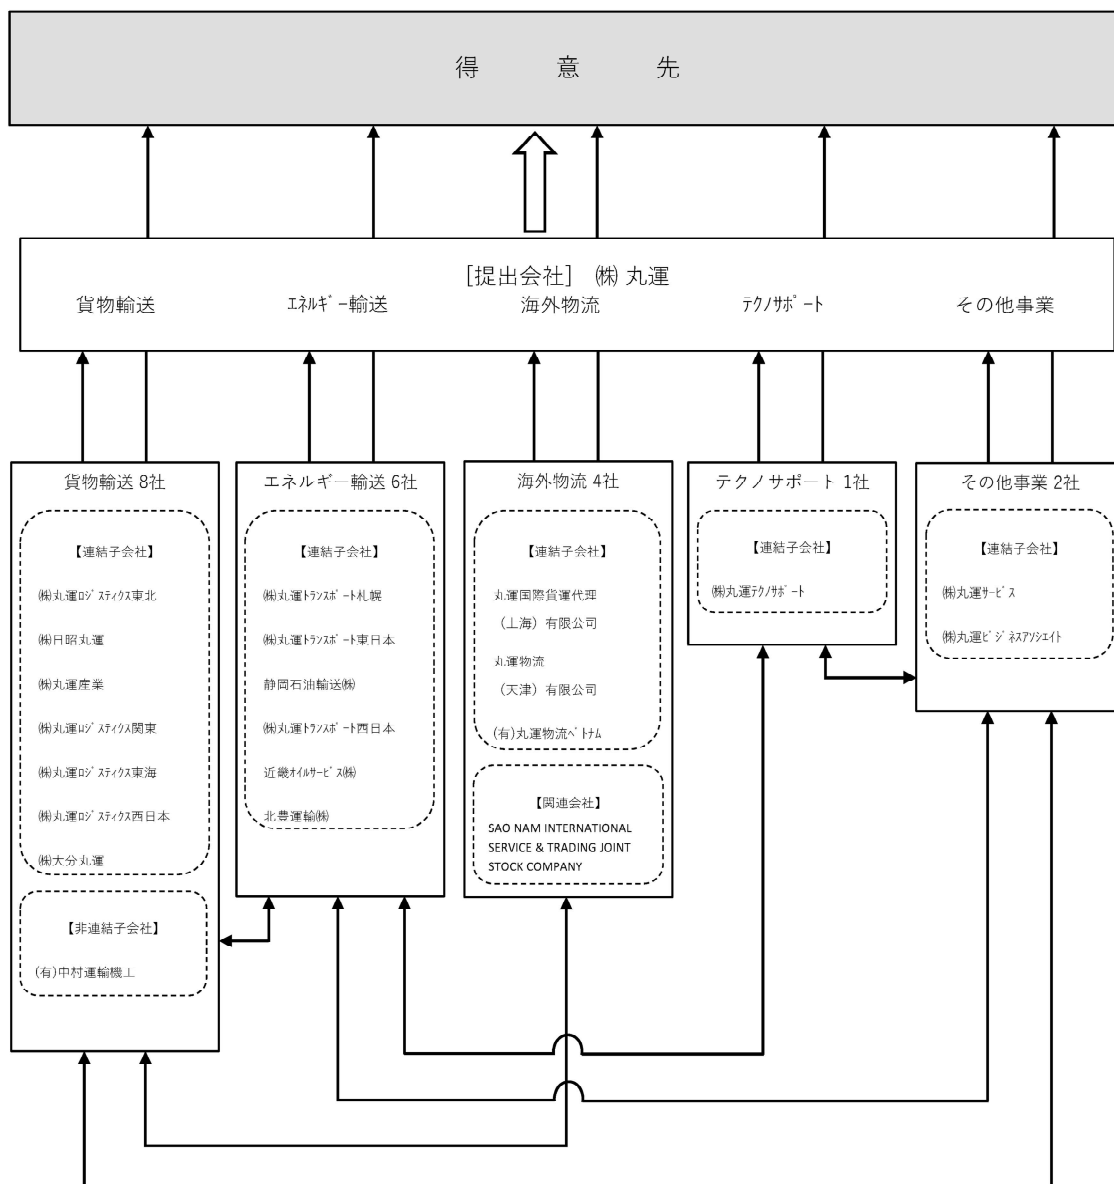 得意先
[提出会社] ㈱ 丸運
貨物輸送
ｴﾈﾙｷﾞｰ輸送
海外物流
ﾃｸﾉｻﾎﾟｰﾄ
その他事業
貨物輸送 8社
【連結子会社】
㈱丸運ﾛｼﾞｽﾃｨｸｽ東北
㈱日昭丸運
㈱丸運産業
㈱丸運ﾛｼﾞｽﾃｨｸｽ関東
㈱丸運ﾛｼﾞｽﾃｨｸｽ東海
㈱丸運ﾛｼﾞｽﾃｨｸｽ西日本
㈱大分丸運
【非連結子会社】
(有)中村運輸機工
エネルギー輸送 6社
【連結子会社】
㈱丸運ﾄﾗﾝｽﾎﾟｰﾄ札幌
㈱丸運ﾄﾗﾝｽﾎﾟｰﾄ東日本
静岡石油輸送㈱
㈱丸運ﾄﾗﾝｽﾎﾟｰﾄ西日本
近畿ｵｲﾙｻｰﾋﾞｽ㈱
北豊運輸㈱
海外物流 4社
【連結子会社】
丸運国際貨運代理
（上海）有限公司
丸運物流
（天津）有限公司
(有)丸運物流ﾍﾞﾄﾅﾑ
【関連会社】
SAO NAM INTERNATIONAL
SERVICE & TRADING JOINT
STOCK COMPANY
テクノサポート 1社
【連結子会社】
㈱丸運ﾃｸﾉｻﾎﾟｰﾄ
その他事業 2社
【連結子会社】
㈱丸運ｻｰﾋﾞｽ
㈱丸運ﾋﾞｼﾞﾈｽｱｿｼｴｲﾄ